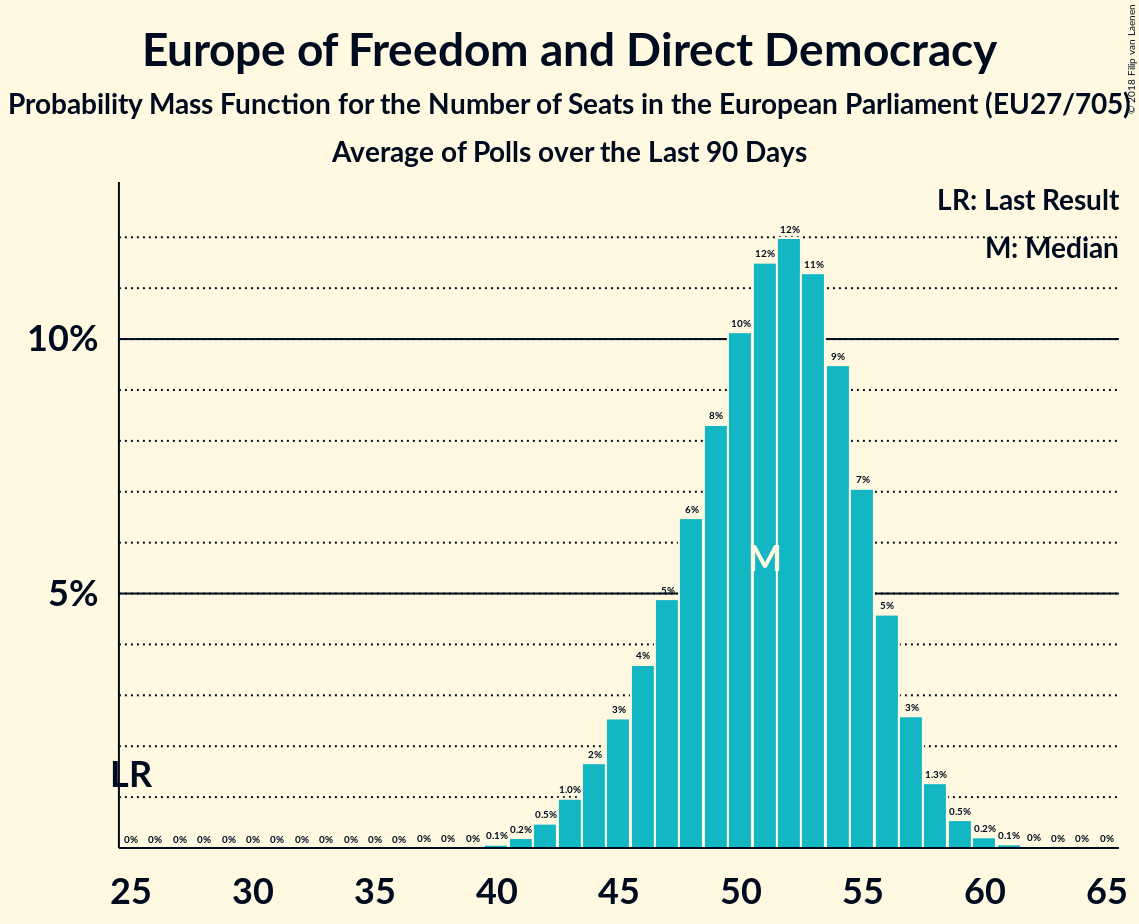 Europe of Freedom and Direct Democracy
Probability Mass Function for the Number of Seats in the European Parliament (EU27/705)
Average of Polls over the Last 90 Days
© 2018 Filip van Laenen
LR: Last Result
M: Median
10%
5%
LR
M
0% 0% 0% 0% 0% 0% 0% 0% 0% 0% 0% 0% 0% 0% 0% 0.1% 0.2% 0.5% 1.0% 2% 3% 4% 5% 6% 8% 10% 12% 12% 11% 9% 7% 5% 3% 1.3% 0.5% 0.2% 0.1% 0% 0% 0% 0%
25 30 35 40 45 50 55 60 65